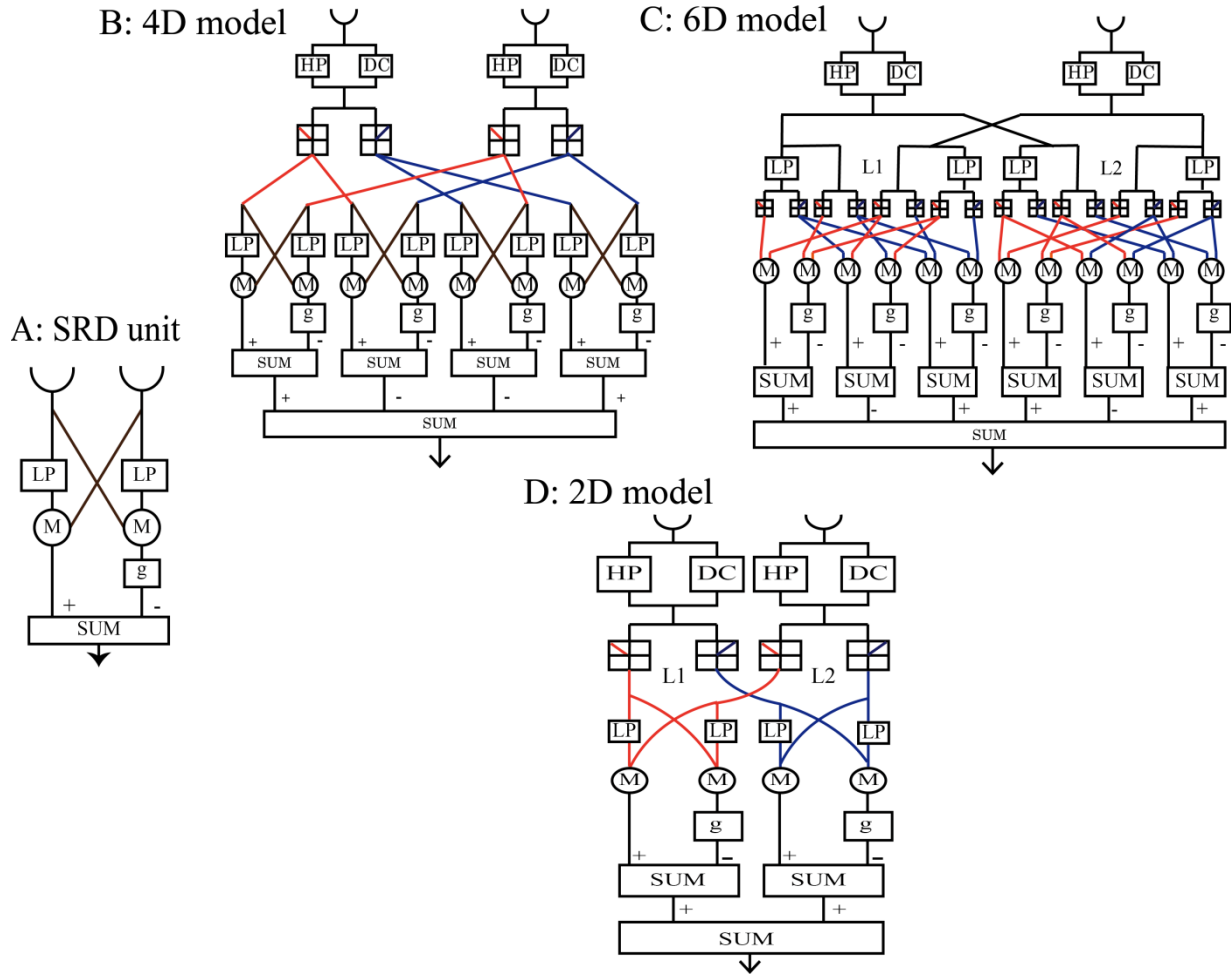 B: 4D model
HP DC HP DC
LP LP LP LP LP LP LP LP
M M M M M M M M
g g g g
+ - + - + - + -
SUM SUM SUM SUM
+ - - +
SUM
C: 6D model
HP DC HP DC
LP L1 LP LP L2 LP
M M M M M M M M M M M M
g g g g g g
+ - + - + - + - + - + -
SUM SUM SUM SUM SUM SUM
+ - + + - +
SUM
A: SRD unit
LP LP
M M
g
+ -
SUM
D: 2D model
HP DC HP DC
L1 L2
LP LP LP LP
M M M M
g g
+ - + -
SUM SUM
+ +
SUM